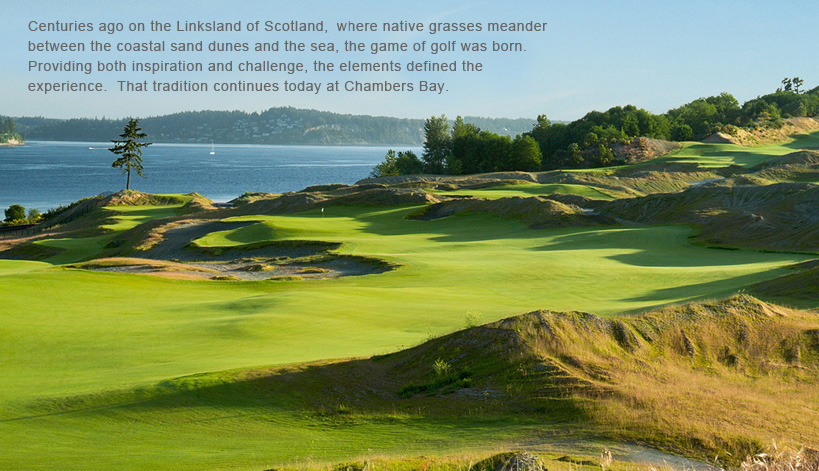 Centuries ago on the Linksland of Scotland,  where native grasses meander
between the coastal sand dunes and the sea, the game of golf was born.
Providing both inspiration and challenge, the elements defined the
experience.  That tradition continues today at Chambers Bay.